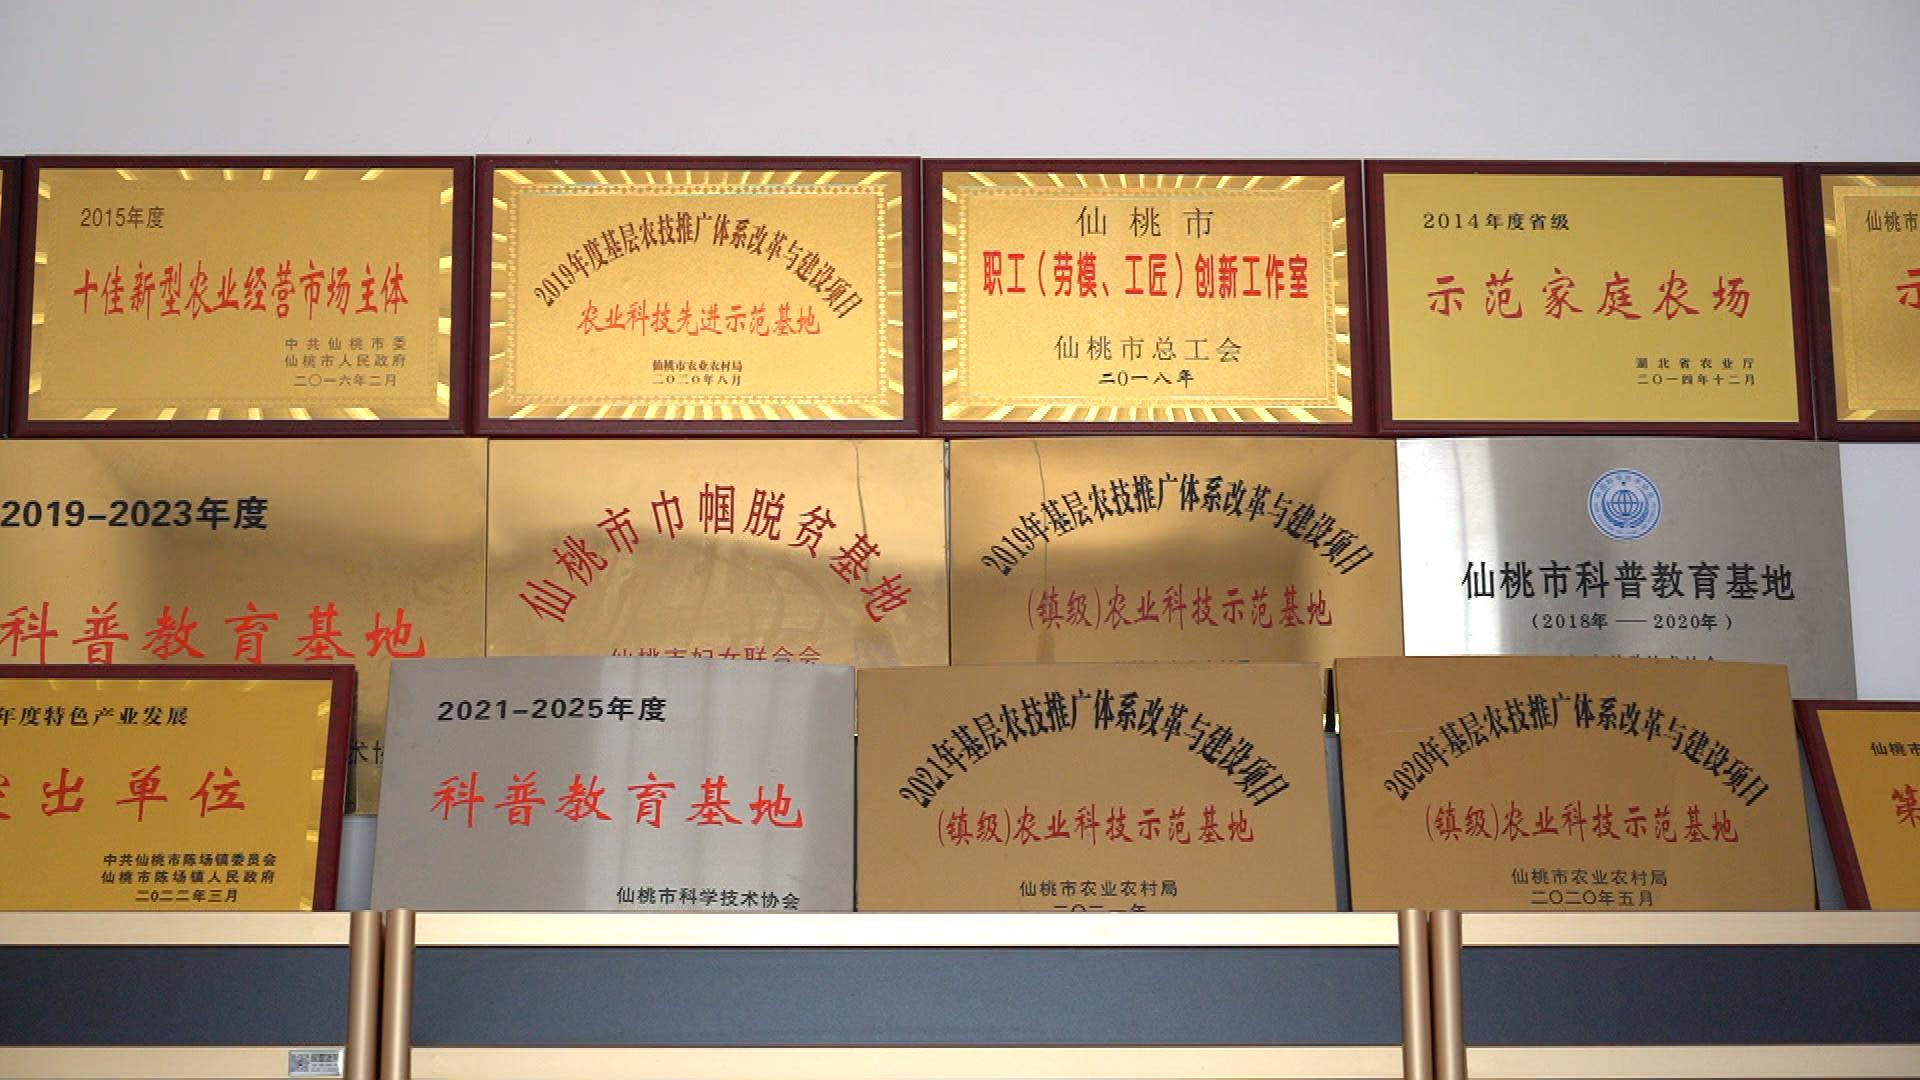 2015年度
十佳新型农业经营市场主体
中共仙桃市委
仙桃市人民政府
二〇一六年二月
2019年度基层农技推广体系改革与建设项目
农业科技先进示范基地
仙桃市农业农村局
二〇二〇年八月
仙桃市
职工（劳模、工匠）创新工作室
仙桃市总工会
二〇一八年
2014年度省级
示范家庭农场
湖北省农业厅
二〇一四年十二月
仙桃市
2019-2023年度
科普教育基地
仙桃市巾帼脱贫基地
仙桃市妇女联合会
2019年基层农技推广体系改革与建设项目
(镇级)农业科技示范基地
仙桃市科普教育基地
(2018年——2020年)
年度特色产业发展
出单位
中共仙桃市陈场镇委员会
仙桃市陈场镇人民政府
二〇二二年三月
2021-2025年度
科普教育基地
仙桃市科学技术协会
2021年基层农技推广体系改革与建设项目
(镇级)农业科技示范基地
仙桃市农业农村局
二〇二一年
2020年基层农技推广体系改革与建设项目
(镇级)农业科技示范基地
仙桃市农业农村局
二〇二〇年五月
仙桃市